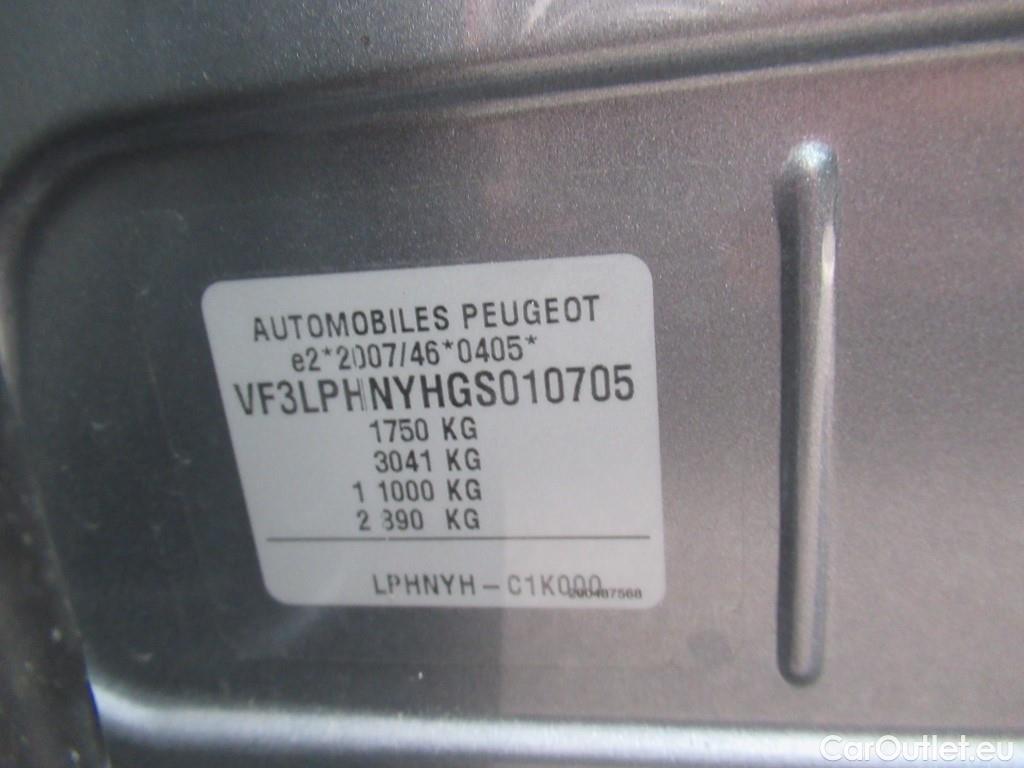 AUTOMOBILES PEUGEOT
e2*2007/46*0405*
VF3LPHNYHGS010705
1750 KG
3041 KG
1 1000 KG
2 890 KG
LPHNYH – C1K000
CarOutlet.eu